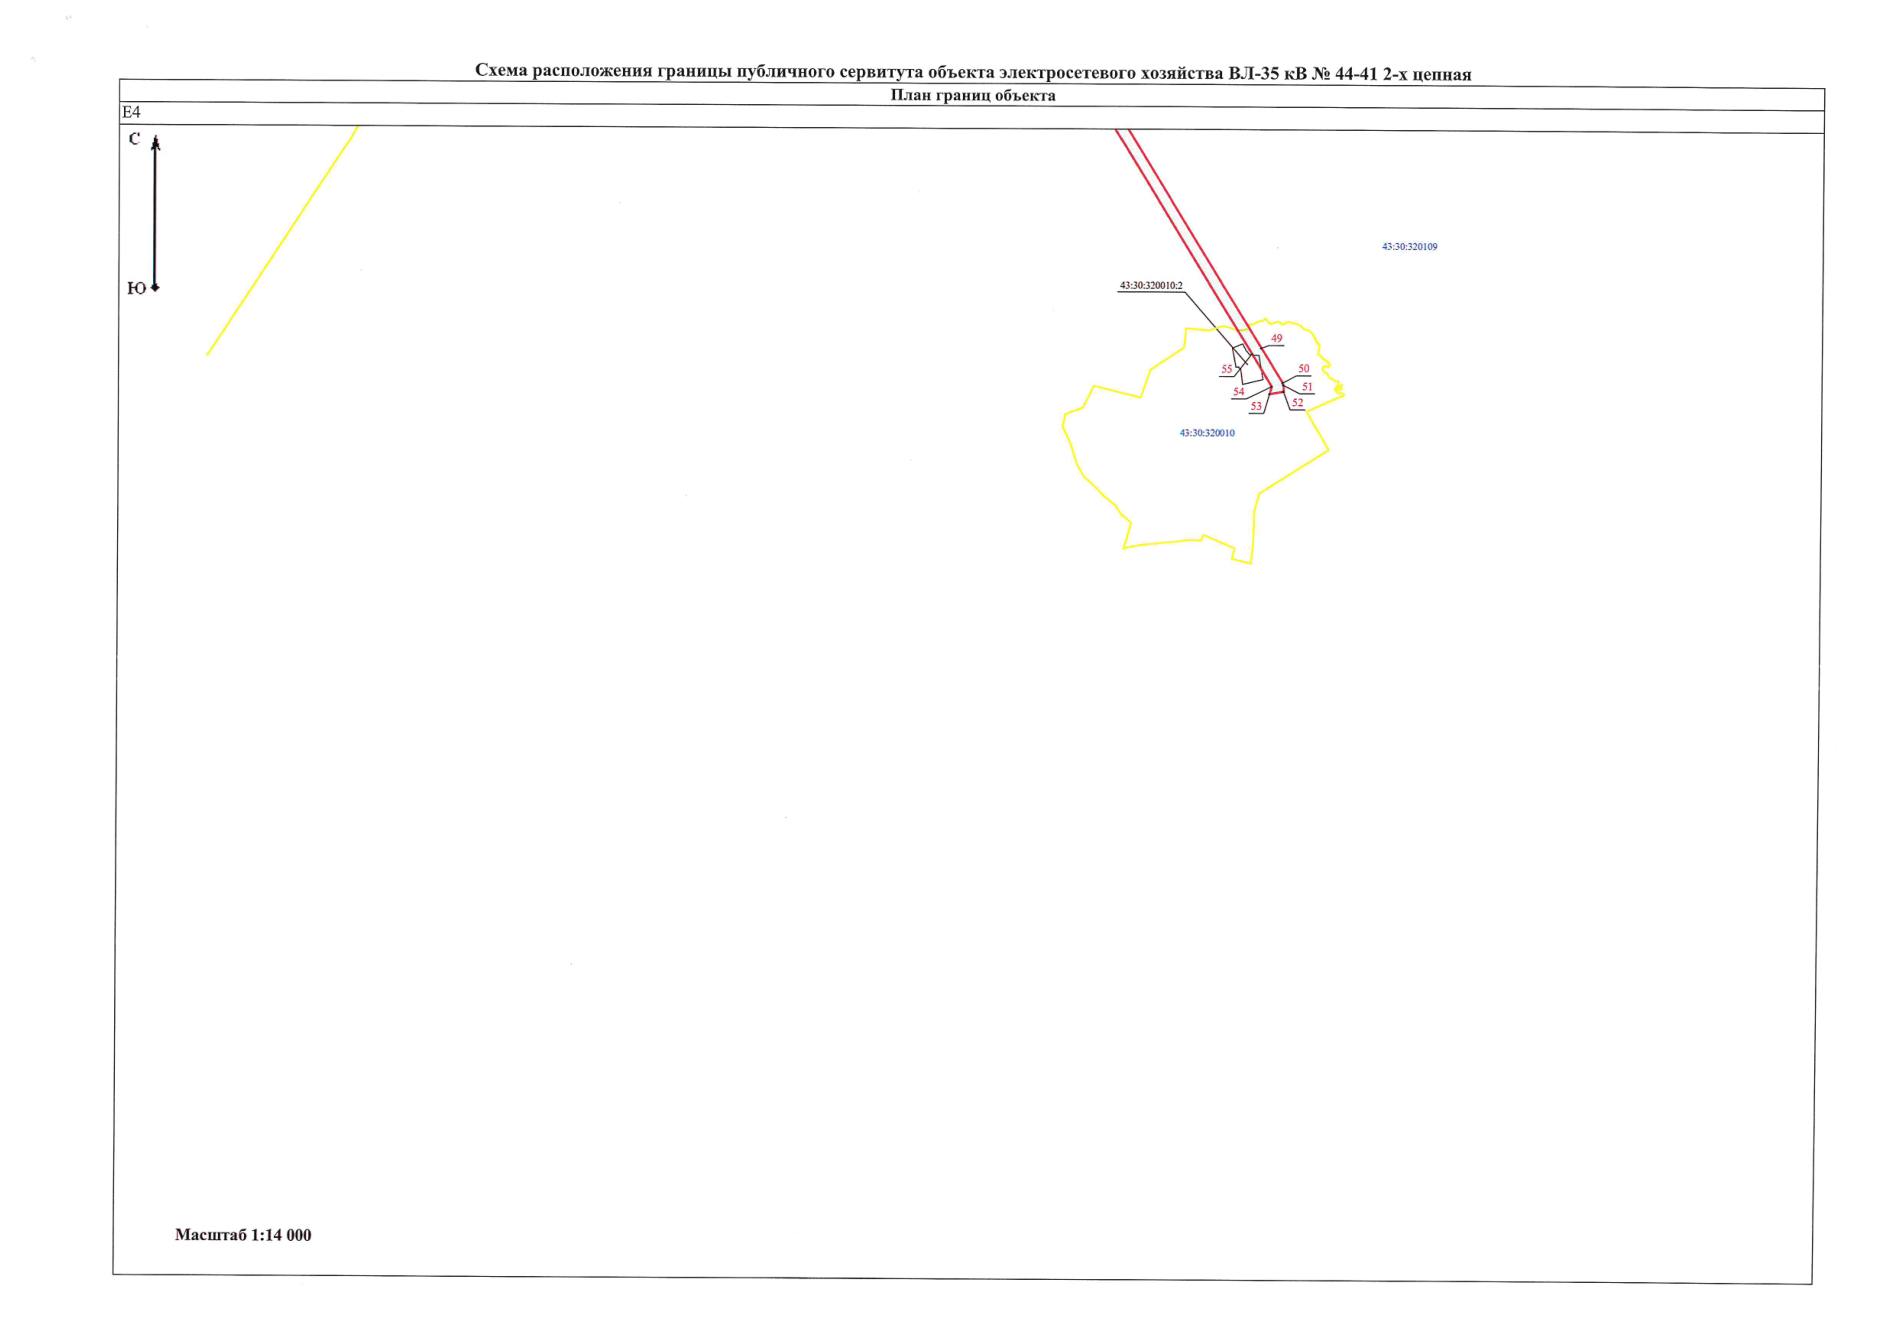 Схема расположения границы публичного сервитута объекта электросетевого хозяйства ВЛ-35 кВ № 44-41 2-х цепная
План границ объекта
Е4
С
Ю
43:30:320109
43:30:320010:2
49
55
50
54
51
53
52
43:30:320010
Масштаб 1:14 000